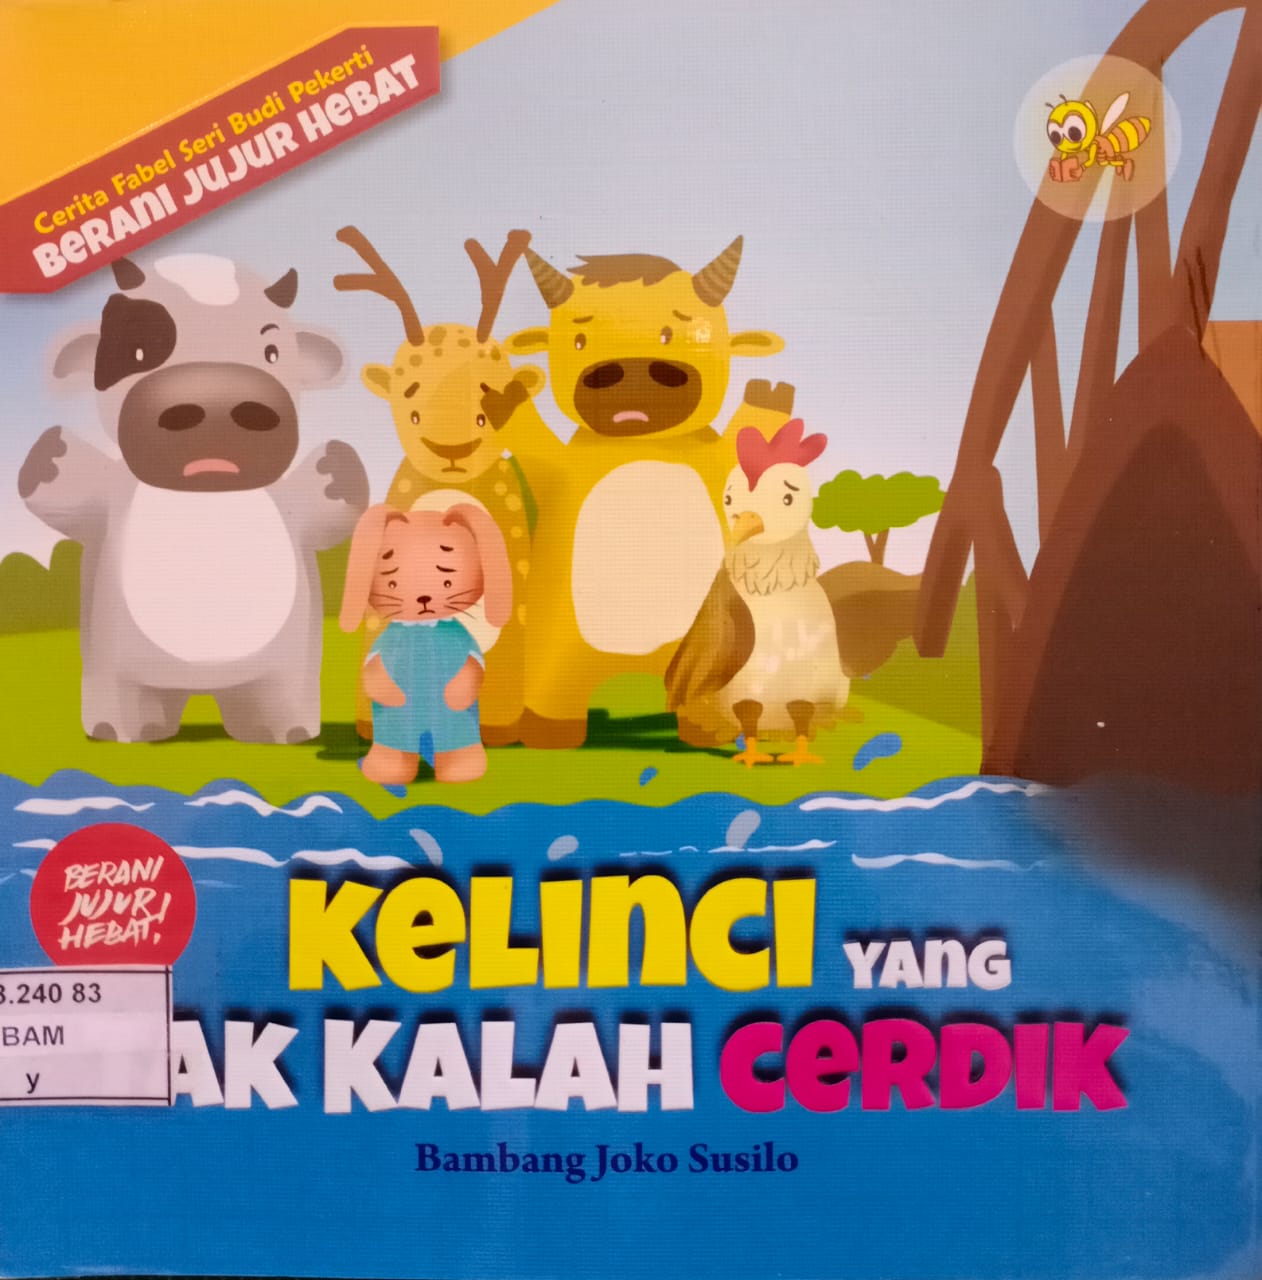 Cerita Fabel Seri Budi Pekerti
BERANI JUJUR HEBAT
BERANI
JUJUR!
HEBAT!
KELINCI YANG
AK KALAH CERDIK
3.240 83
BAM
y
Bambang Joko Susilo